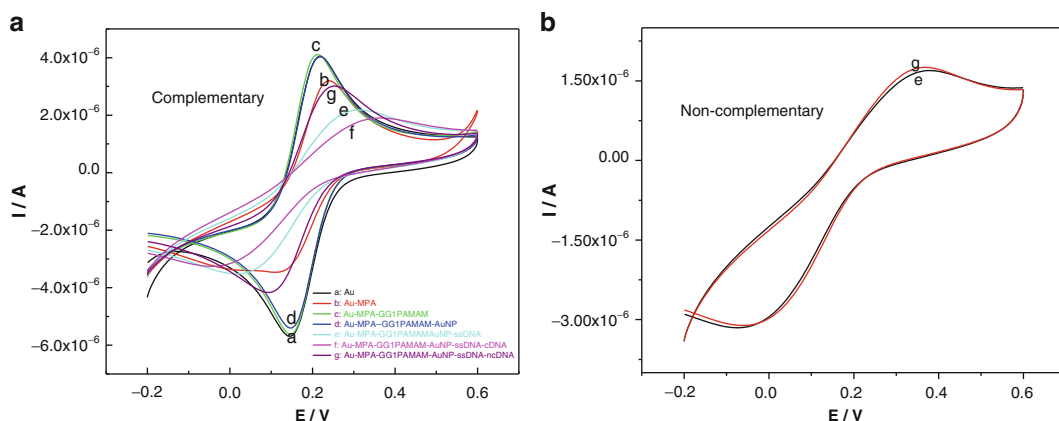 a
4.0x10⁻⁶
2.0x10⁻⁶
0.0
−2.0x10⁻⁶
−4.0x10⁻⁶
−6.0x10⁻⁶
I / A
Complementary
c
b
g
e
f
d
a
a: Au
b: Au-MPA
c: Au-MPA-GG1PAMAM
d: Au-MPA--GG1PAMAM-AuNP
e: Au-MPA-GG1PAMAMAuNP-ssDNA
f: Au-MPA-GG1PAMAM-AuNP-ssDNA-cDNA
g: Au-MPA-GG1PAMAM-AuNP-ssDNA-ncDNA
−0.2 0.0 0.2 0.4 0.6
E / V
b
1.50x10⁻⁶
0.00
−1.50x10⁻⁶
−3.00x10⁻⁶
I / A
Non-complementary
g
e
−0.2 0.0 0.2 0.4 0.6
E / V